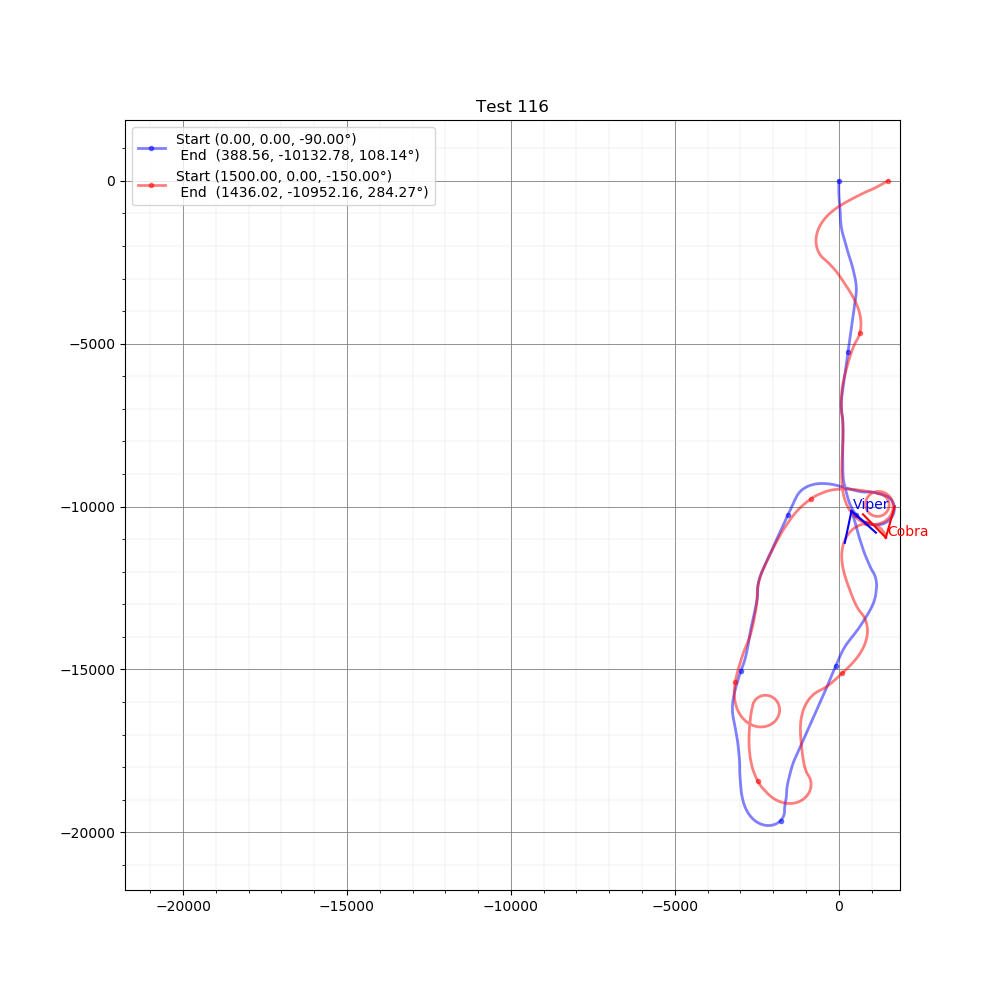 Test 116
Start (0.00, 0.00, -90.00°)
End  (388.56, -10132.78, 108.14°)
Start (1500.00, 0.00, -150.00°)
End  (1436.02, -10952.16, 284.27°)
0
−5000
−10000
−15000
−20000
Viper
Cobra
−20000
−15000
−10000
−5000
0